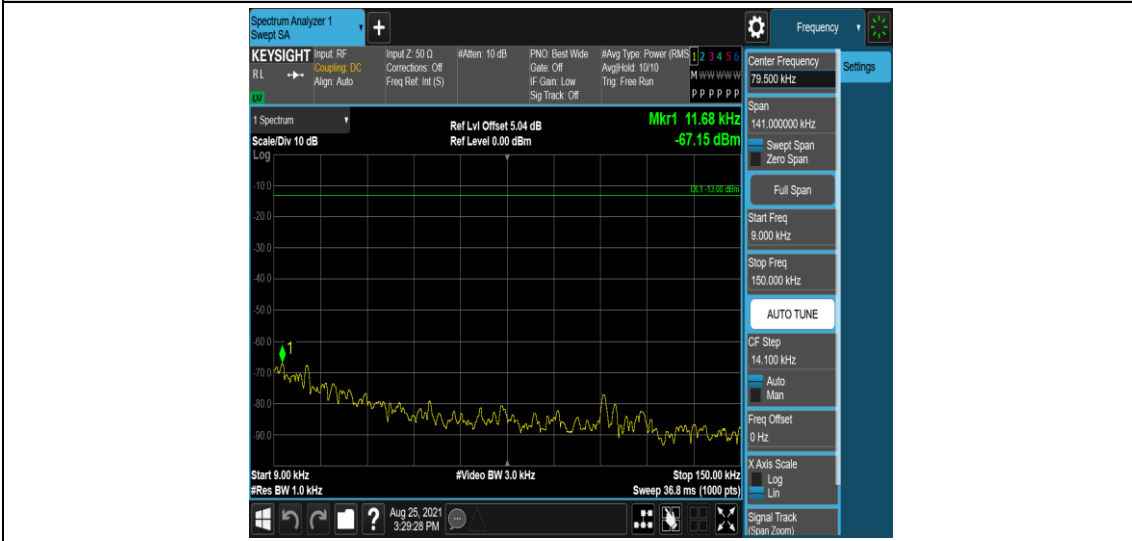 Spectrum Analyzer 1
Swept SA
+
Frequency
KEYSIGHT
RL
LM
Input: RF
Coupling: DC
Align: Auto
Input Z: 50 Ω
Corrections: Off
Freq Ref: Int (S)
#Atten: 10 dB
PNO: Best Wide
Gate: Off
IF Gain: Low
Sig Track: Off
#Avg Type: Power (RMS
Avg|Hold: 10/10
Trig: Free Run
1 2 3 4 5 6
M W W W W W
P P P P P P
1 Spectrum
Scale/Div 10 dB
Log
Ref Lvl Offset 5.04 dB
Ref Level 0.00 dBm
Mkr1 11.68 kHz
-67.15 dBm
DL1 -13.00 dBm
-10.0
-20.0
-30.0
-40.0
-50.0
-60.0
-70.0
-80.0
-90.0
1
Start 9.00 kHz
#Res BW 1.0 kHz
#Video BW 3.0 kHz
Stop 150.00 kHz
Sweep 36.8 ms (1000 pts)
Center Frequency
79.500 kHz
Settings
Span
141.000000 kHz
Swept Span
Zero Span
Full Span
Start Freq
9.000 kHz
Stop Freq
150.000 kHz
AUTO TUNE
CF Step
14.100 kHz
Auto
Man
Freq Offset
0 Hz
X Axis Scale
Log
Lin
Signal Track
(Span Zoom)
?
Aug 25, 2021
3:29:28 PM